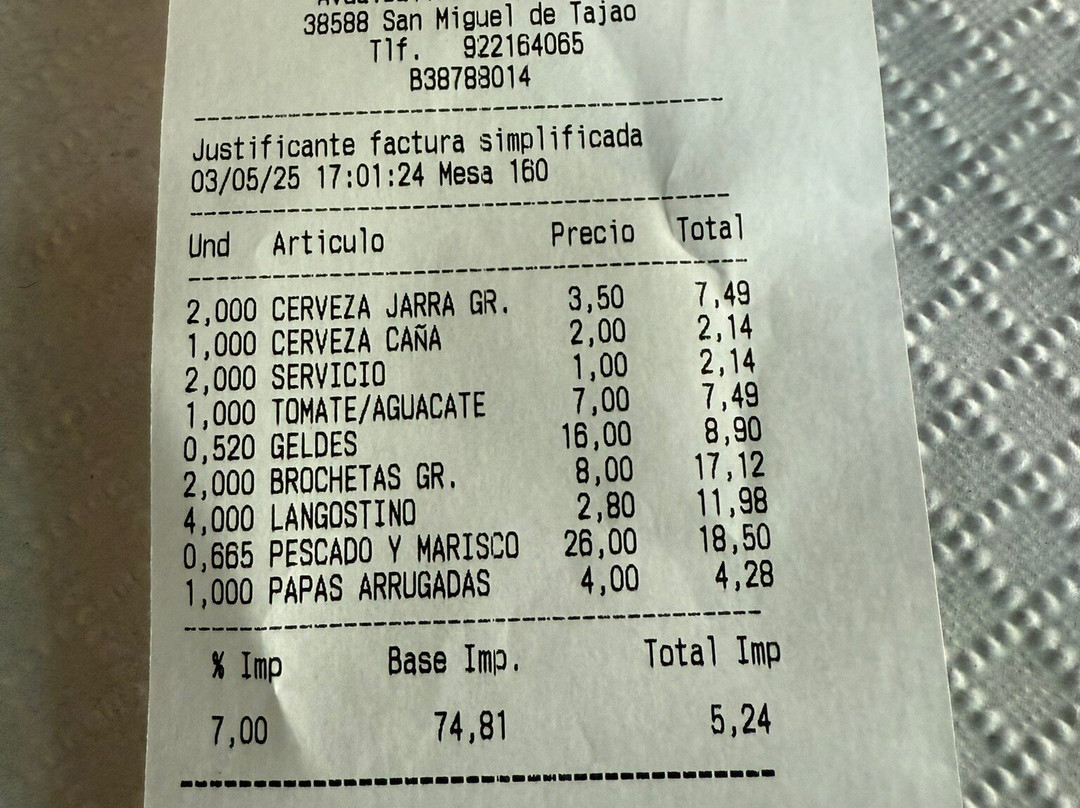 38588 San Miguel de Tajao
Tlf. 922164065
B38788014
Justificante factura simplificada
03/05/25 17:01:24 Mesa 160
Und Articulo Precio Total
2,000 CERVEZA JARRA GR. 3,50 7,49
1,000 CERVEZA CAÑA 2,00 2,14
2,000 SERVICIO 1,00 2,14
1,000 TOMATE/AGUACATE 7,00 7,49
0,520 GELDES 16,00 8,90
2,000 BROCHETAS GR. 8,00 17,12
4,000 LANGOSTINO 2,80 11,98
0,665 PESCADO Y MARISCO 26,00 18,50
1,000 PAPAS ARRUGADAS 4,00 4,28
% Imp Base Imp. Total Imp
7,00 74,81 5,24